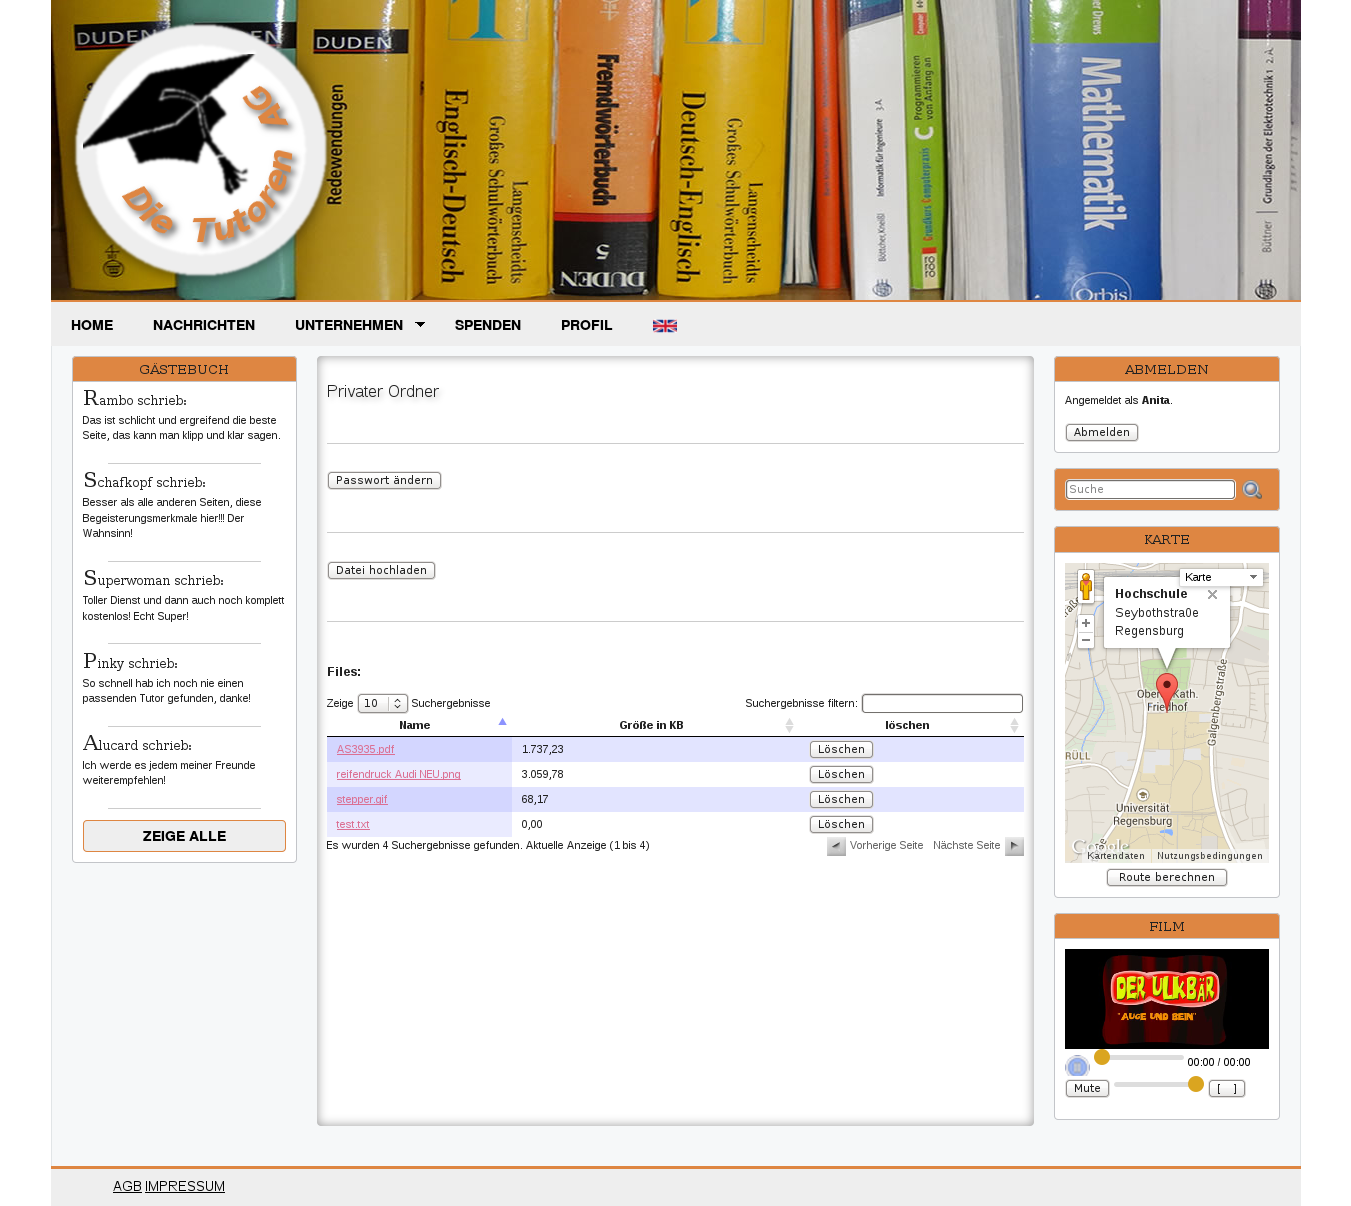 DUDEN
DUDEN
Redewendungen
Englisch-Deutsch
Großes Schulwörterbuch
Langenscheidts
Fremdwörterbuch
DUDEN
5
Deutsch-Englisch
Großes Schulwörterbuch
Langenscheidts
Informatik für Ingenieure
3.A.
Programmieren
von Anfang an
Grundkurs Computerpraxis
C
Mathematik
Orbis
Büttner
Grundlagen der Elektrotechnik 1
2.A.
Die Tutoren AG
HOME
NACHRICHTEN
UNTERNEHMEN
SPENDEN
PROFIL
GÄSTEBUCH
Rambo schrieb:
Das ist schlicht und ergreifend die beste
Seite, das kann man klipp und klar sagen.
Schafkopf schrieb:
Besser als alle anderen Seiten, diese
Begeisterungsmerkmale hier!!! Der
Wahnsinn!
Superwoman schrieb:
Toller Dienst und dann auch noch komplett
kostenlos! Echt Super!
Pinky schrieb:
So schnell hab ich noch nie einen
passenden Tutor gefunden, danke!
Alucard schrieb:
Ich werde es jedem meiner Freunde
weiterempfehlen!
ZEIGE ALLE
Privater Ordner
Passwort ändern
Datei hochladen
Files:
Zeige 10 Suchergebnisse
Suchergebnisse filtern:
Name Größe in KB löschen
AS3935.pdf 1.737,23 Löschen
reifendruck Audi NEU.png 3.059,78 Löschen
stepper.gif 68,17 Löschen
test.txt 0,00 Löschen
Es wurden 4 Suchergebnisse gefunden. Aktuelle Anzeige (1 bis 4)
Vorherige Seite Nächste Seite
ABMELDEN
Angemeldet als Anita.
Abmelden
Suche
KARTE
Karte
Hochschule
Seybothstra0e
Regensburg
+
−
Galgenbergstraße
RÜLL
Universität
Regensburg
Google
Kartendaten
Nutzungsbedingungen
Route berechnen
FILM
DER ULKBÄR
"AUGE UND BEIN"
00:00 / 00:00
Mute
[ ]
AGB IMPRESSUM